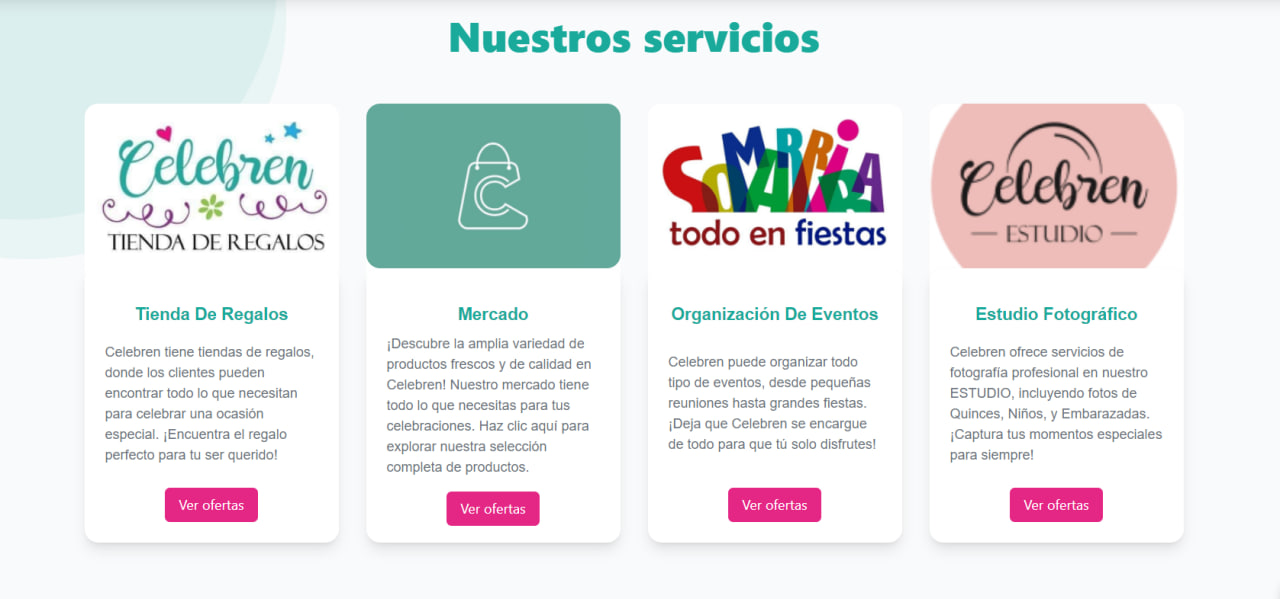 Nuestros servicios
Celebren
TIENDA DE REGALOS
Tienda De Regalos
Celebren tiene tiendas de regalos,
donde los clientes pueden
encontrar todo lo que necesitan
para celebrar una ocasión
especial. ¡Encuentra el regalo
perfecto para tu ser querido!
Ver ofertas
C
Mercado
¡Descubre la amplia variedad de
productos frescos y de calidad en
Celebren! Nuestro mercado tiene
todo lo que necesitas para tus
celebraciones. Haz clic aquí para
explorar nuestra selección
completa de productos.
Ver ofertas
SOMARRIBA
todo en fiestas
Organización De Eventos
Celebren puede organizar todo
tipo de eventos, desde pequeñas
reuniones hasta grandes fiestas.
¡Deja que Celebren se encargue
de todo para que tú solo disfrutes!
Ver ofertas
Celebren
ESTUDIO
Estudio Fotográfico
Celebren ofrece servicios de
fotografía profesional en nuestro
ESTUDIO, incluyendo fotos de
Quinces, Niños, y Embarazadas.
¡Captura tus momentos especiales
para siempre!
Ver ofertas